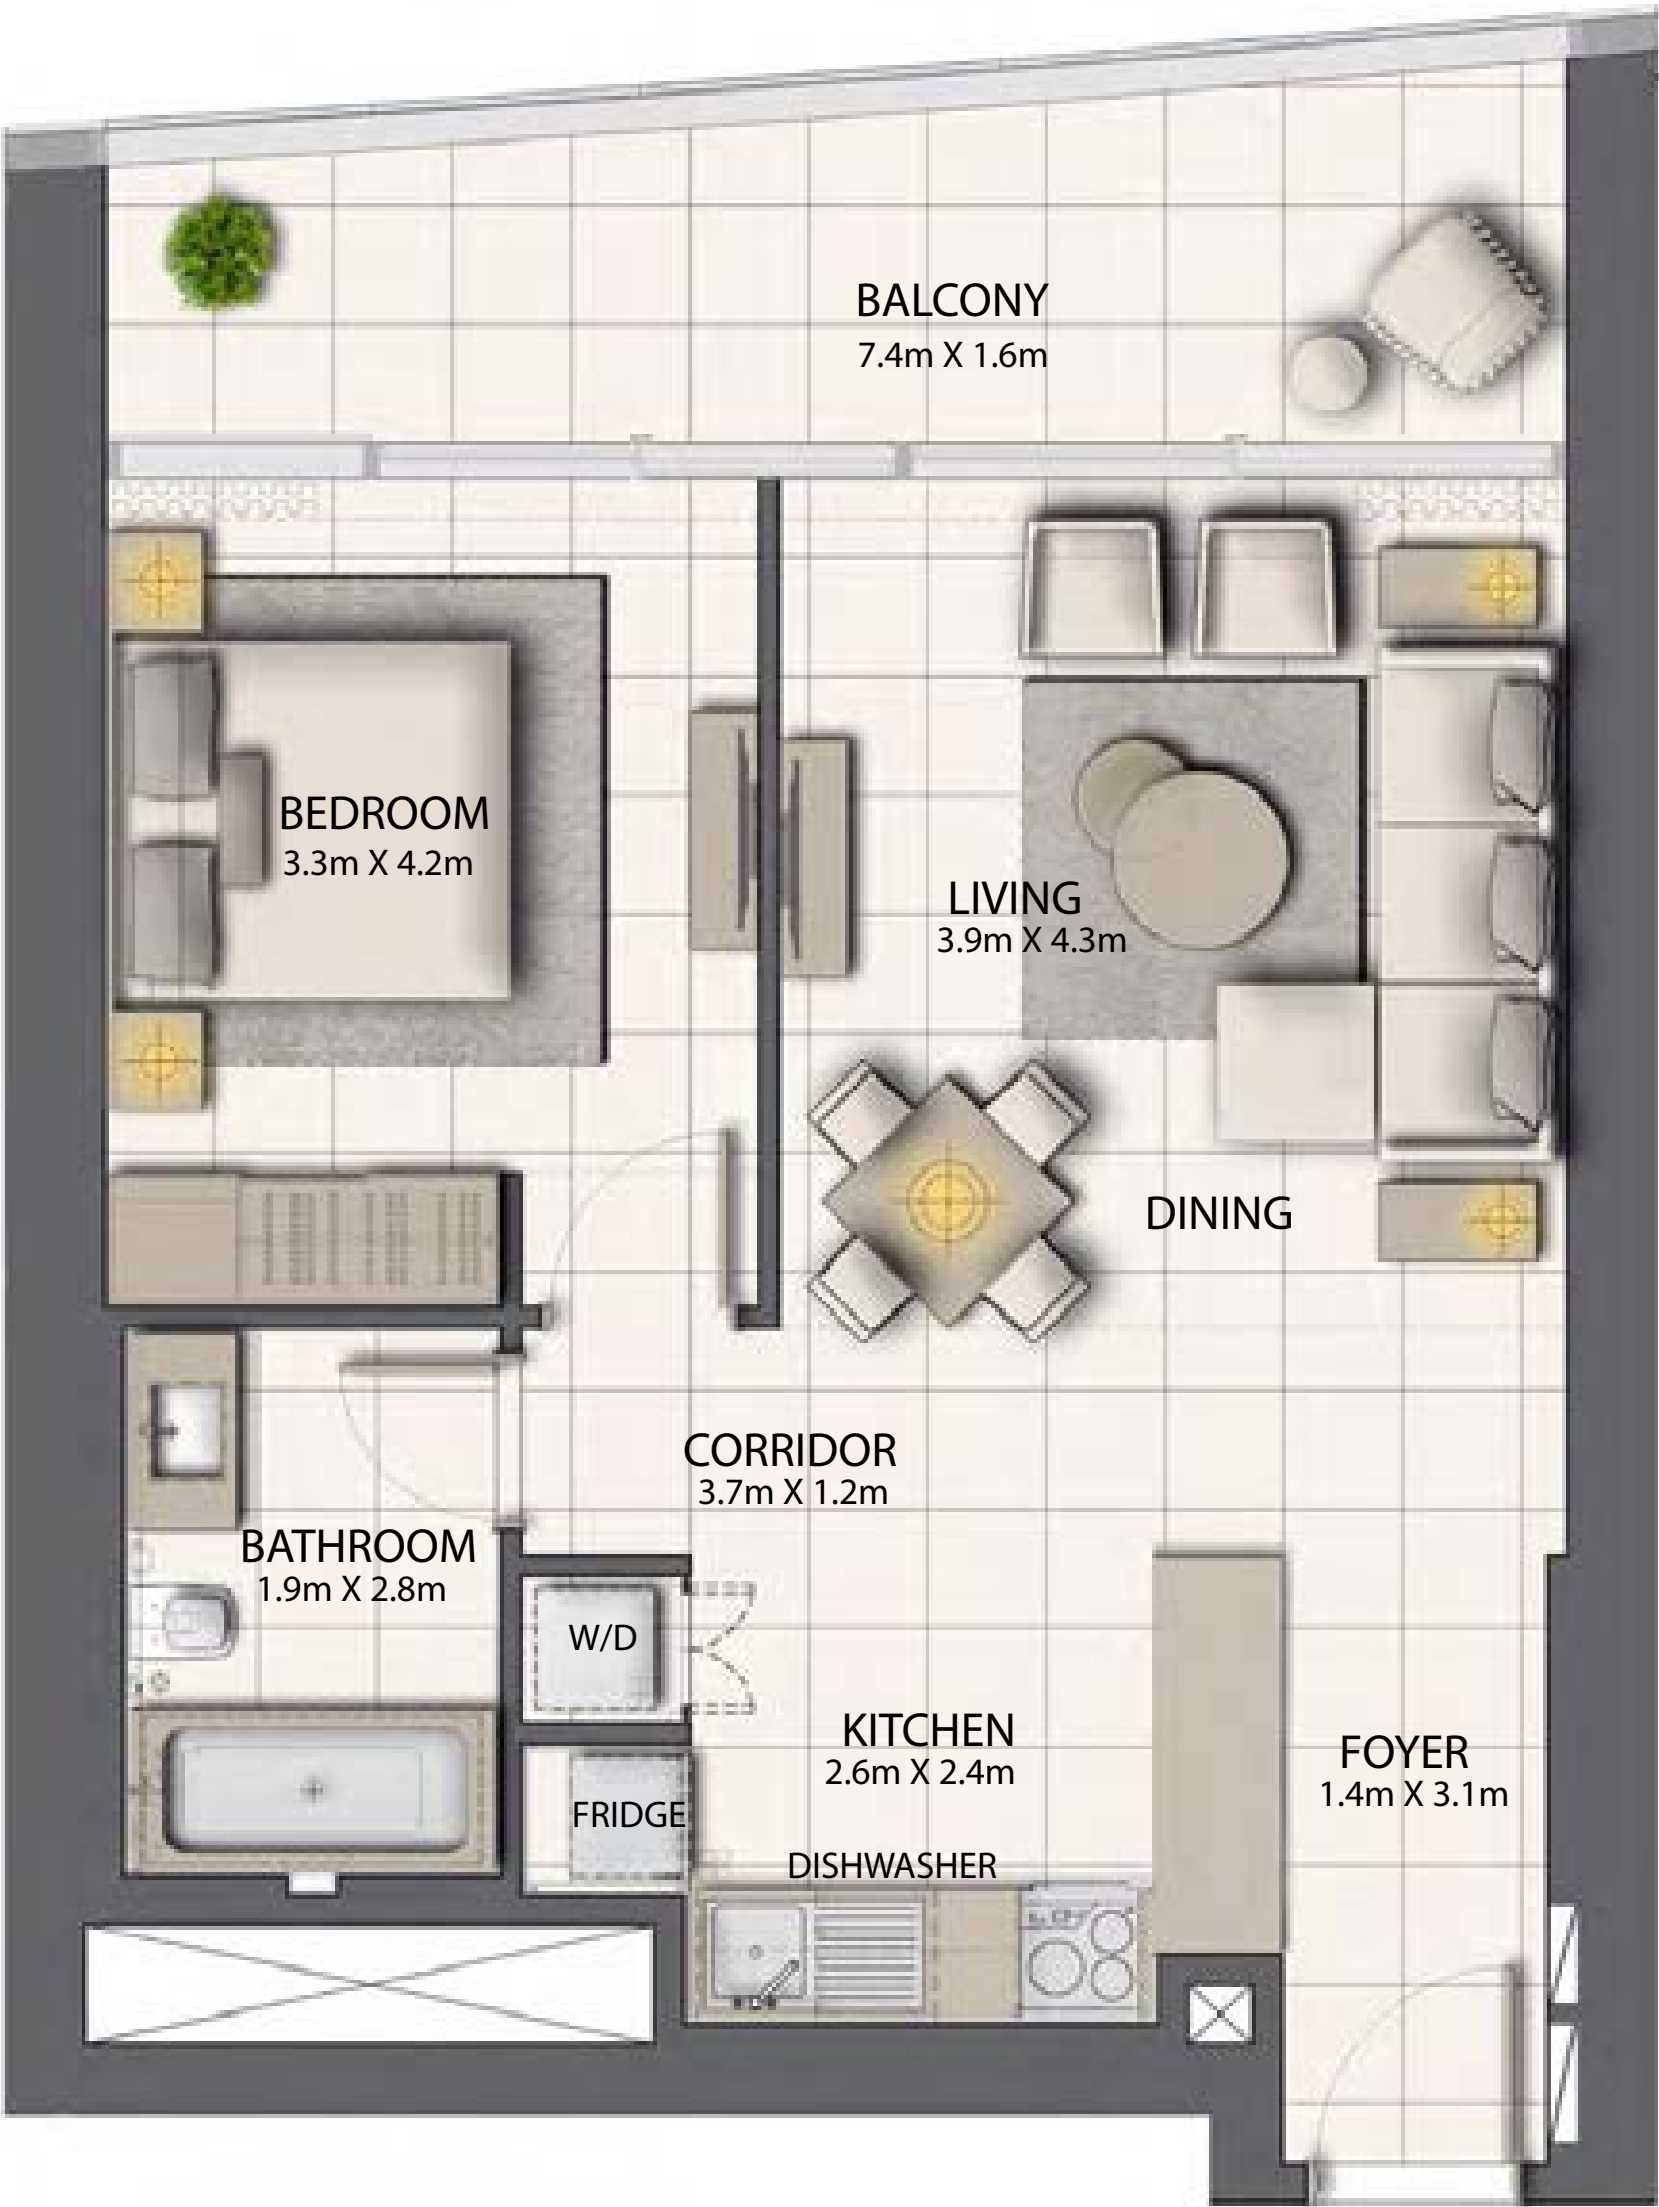 BALCONY
7.4m X 1.6m
BEDROOM
3.3m X 4.2m
LIVING
3.9m X 4.3m
DINING
CORRIDOR
3.7m X 1.2m
BATHROOM
1.9m X 2.8m
W/D
KITCHEN
2.6m X 2.4m
FOYER
1.4m X 3.1m
FRIDGE
DISHWASHER